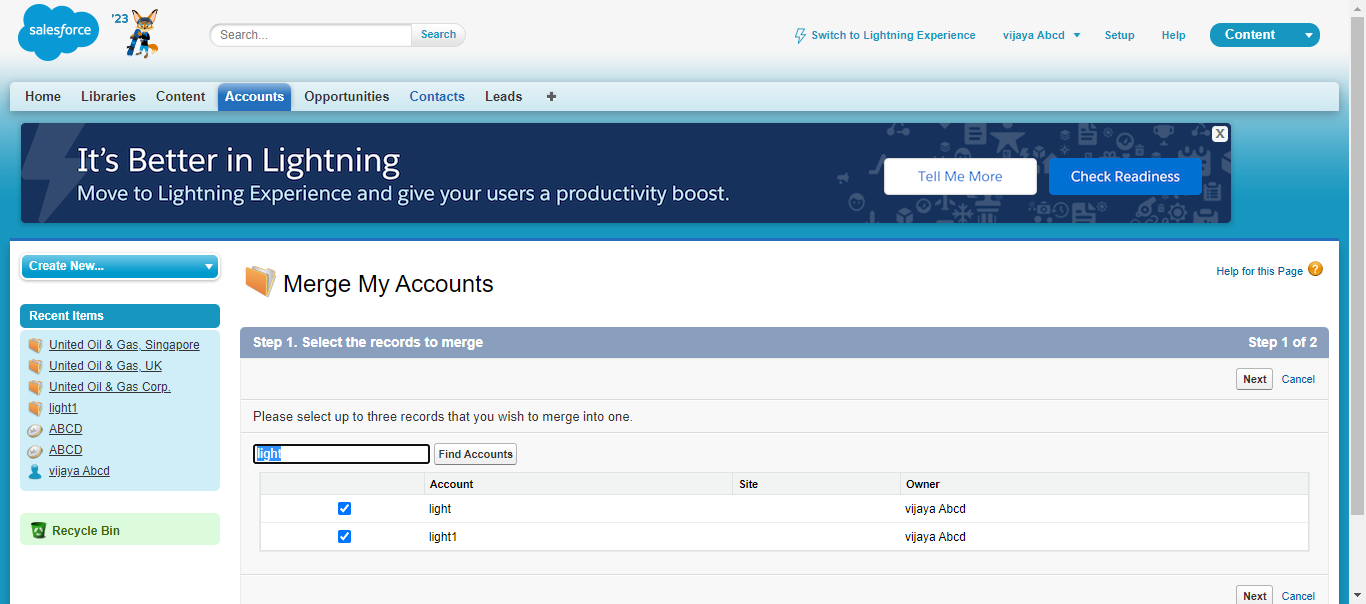 salesforce
'23
Search...
Search
Switch to Lightning Experience
vijaya Abcd
Setup
Help
Content
Home
Libraries
Content
Accounts
Opportunities
Contacts
Leads
+
It's Better in Lightning
Move to Lightning Experience and give your users a productivity boost.
Tell Me More
Check Readiness
X
Create New...
Recent Items
United Oil & Gas, Singapore
United Oil & Gas, UK
United Oil & Gas Corp.
light1
ABCD
ABCD
vijaya Abcd
Recycle Bin
Merge My Accounts
Help for this Page ?
Step 1. Select the records to merge
Step 1 of 2
Next
Cancel
Please select up to three records that you wish to merge into one.
light
Find Accounts
Account Site Owner
light vijaya Abcd
light1 vijaya Abcd
Next
Cancel